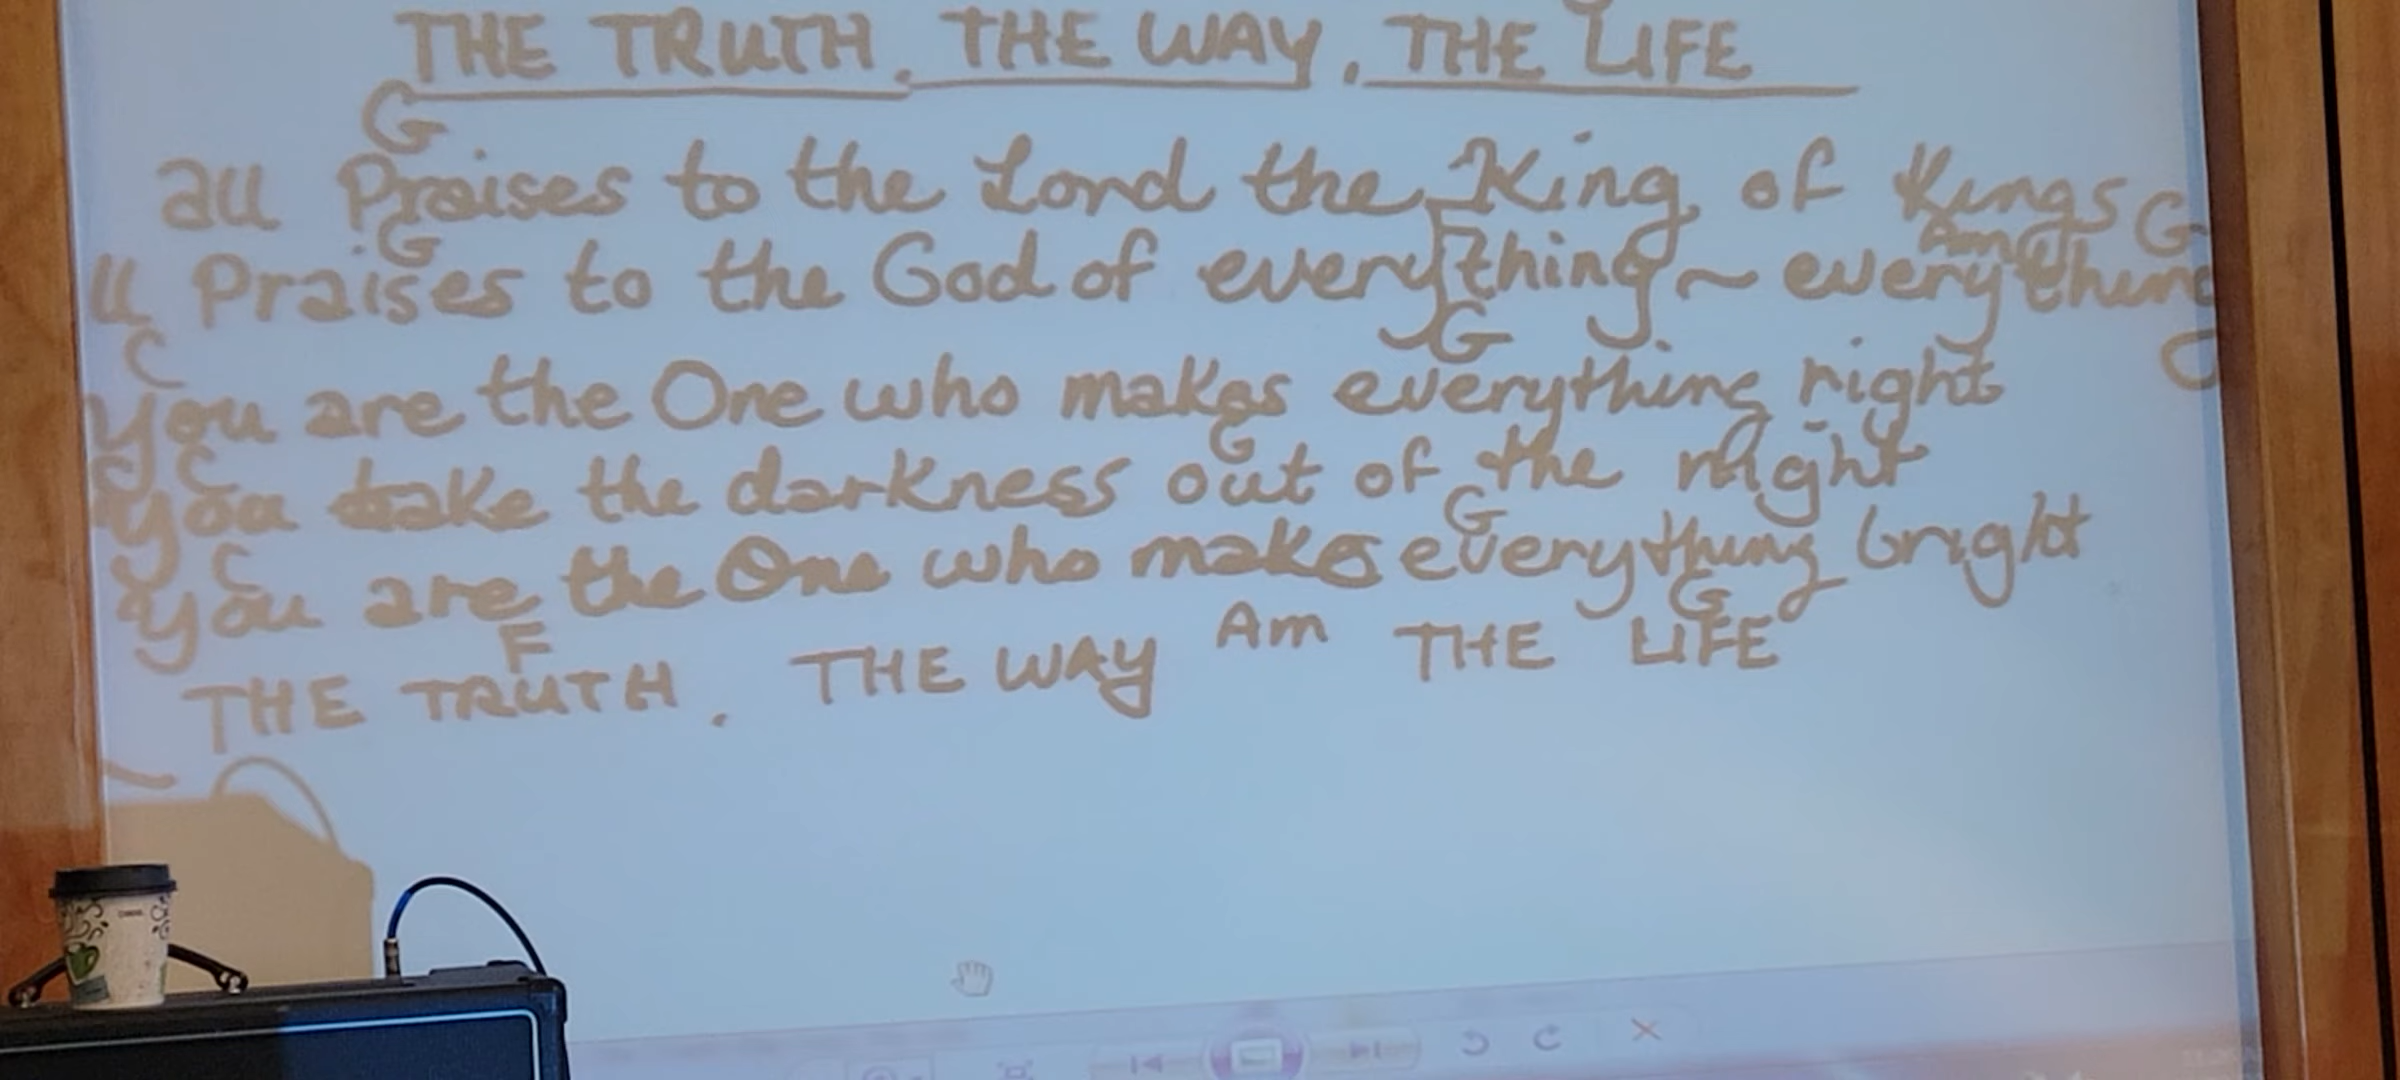 THE TRUTH, THE WAY, THE LIFE
G
all Praises to the Lord the King of Kings
G F Am G
ll Praises to the God of everything ~ everything
C G
You are the One who makes everything right
C G
You take the darkness out of the night
C G
You are the One who makes everything bright
F Am G
THE TRUTH, THE WAY THE LIFE